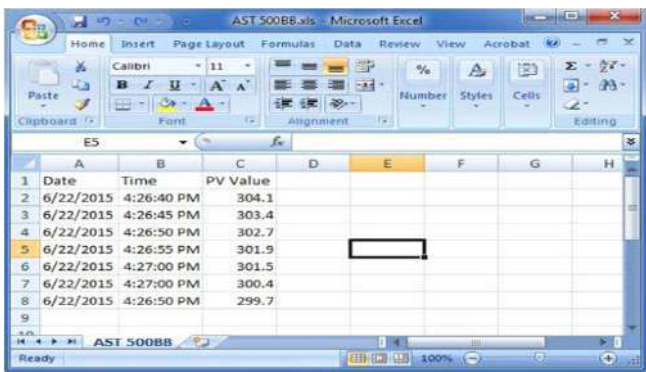 AST 500BB.xls - Microsoft Excel
Home Insert Page Layout Formulas Data Review View Acrobat
Paste
Calibri 11
B I U A A
Number Styles Cells
Clipboard Font Alignment Editing
E5 fx
A B C D E F G H
1 Date Time PV Value
2 6/22/2015 4:26:40 PM 304.1
3 6/22/2015 4:26:45 PM 303.4
4 6/22/2015 4:26:50 PM 302.7
5 6/22/2015 4:26:55 PM 301.9
6 6/22/2015 4:27:00 PM 301.5
7 6/22/2015 4:27:00 PM 300.4
8 6/22/2015 4:26:50 PM 299.7
9
10
AST 500BB
Ready 100%